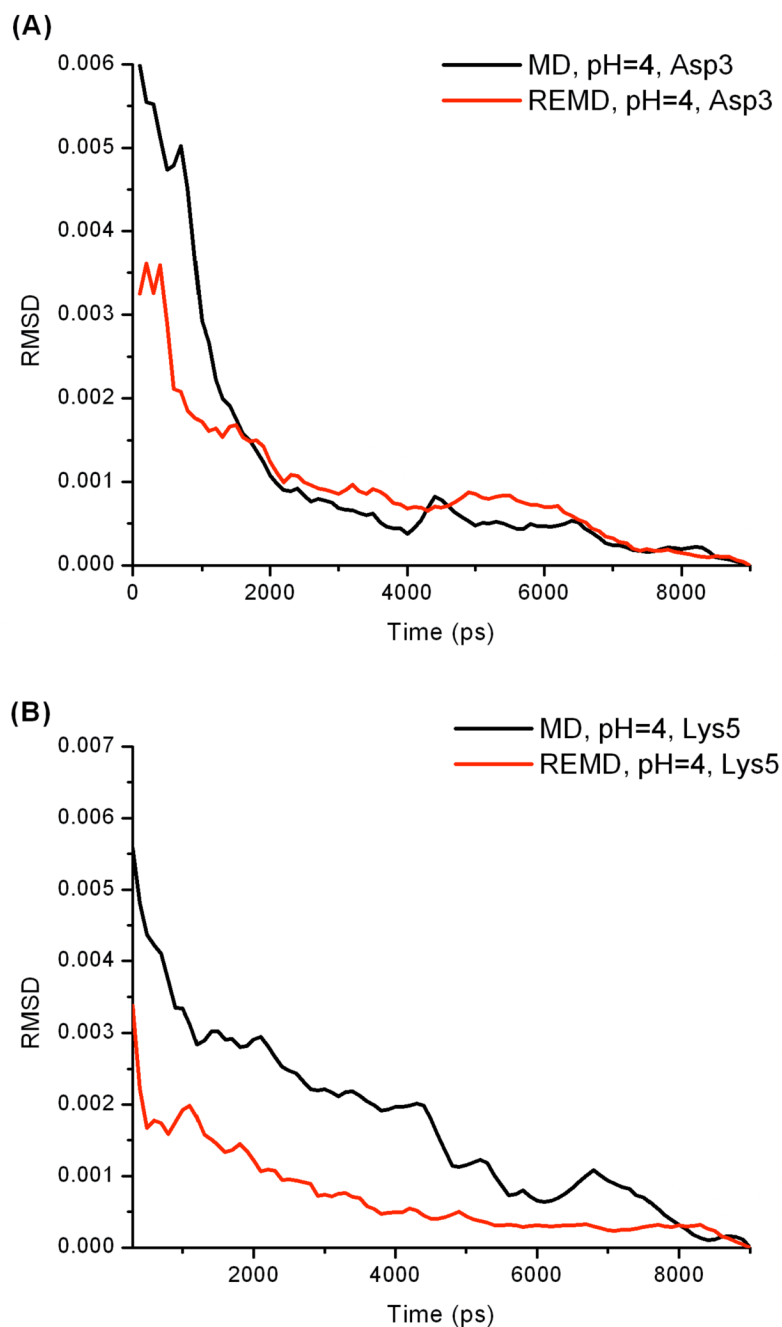 (A)
MD, pH=4, Asp3
REMD, pH=4, Asp3
0.006
0.005
0.004
0.003
0.002
0.001
0.000
RMSD
0 2000 4000 6000 8000
Time (ps)
(B)
MD, pH=4, Lys5
REMD, pH=4, Lys5
0.007
0.006
0.005
0.004
0.003
0.002
0.001
0.000
RMSD
2000 4000 6000 8000
Time (ps)